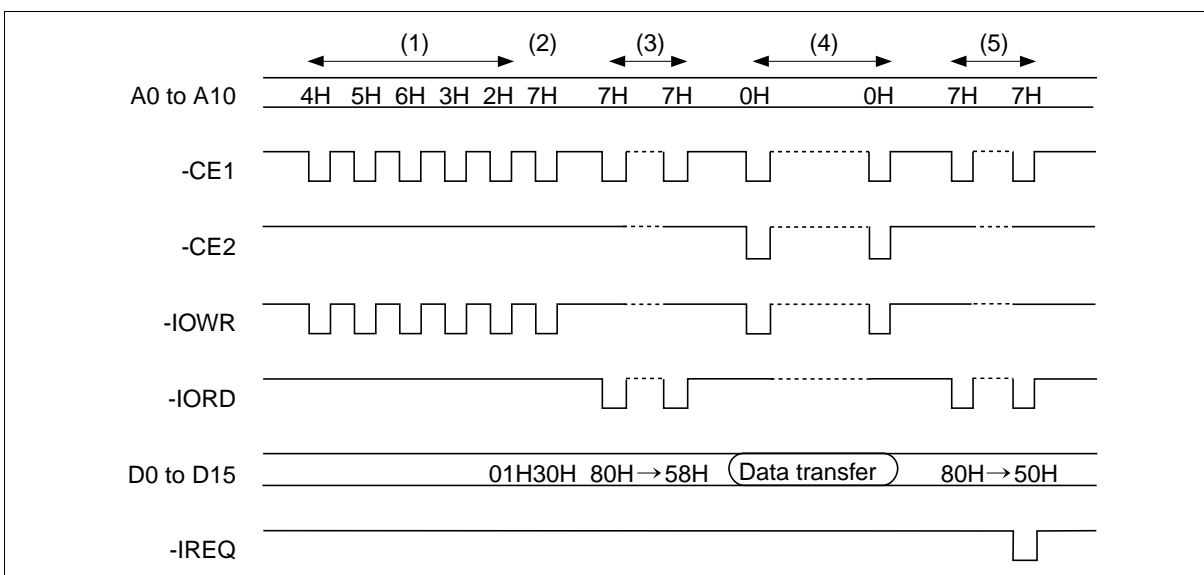 (1) (2) (3) (4) (5)
A0 to A10 4H 5H 6H 3H 2H 7H 7H 7H 0H 0H 7H 7H
-CE1
-CE2
-IOWR
-IORD
D0 to D15 01H30H 80H→58H Data transfer 80H→50H
-IREQ